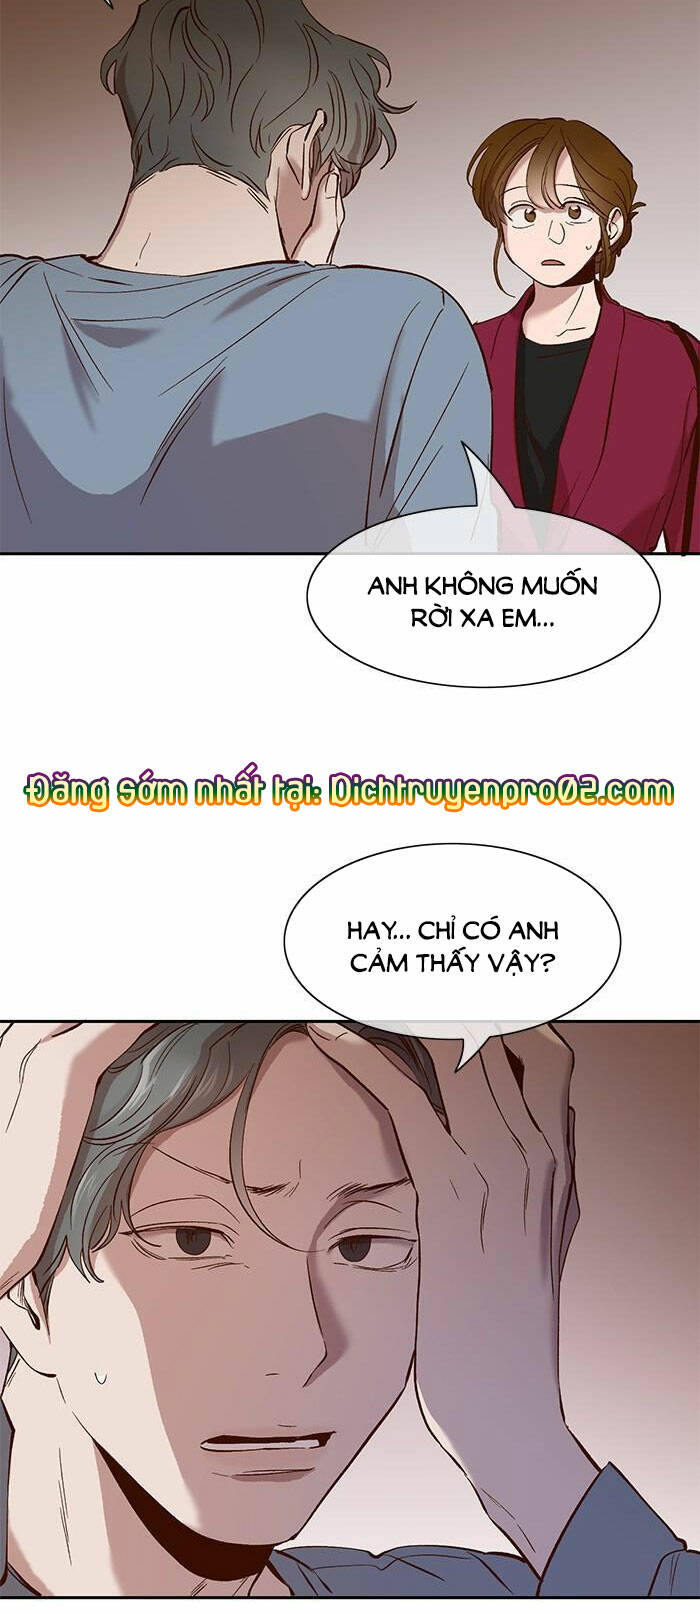 ANH KHÔNG MUỐN
RỜI XA EM...
Đăng sớm nhất tại: Dichtruyenpro02.com
HAY... CHỈ CÓ ANH
CẢM THẤY VẬY?